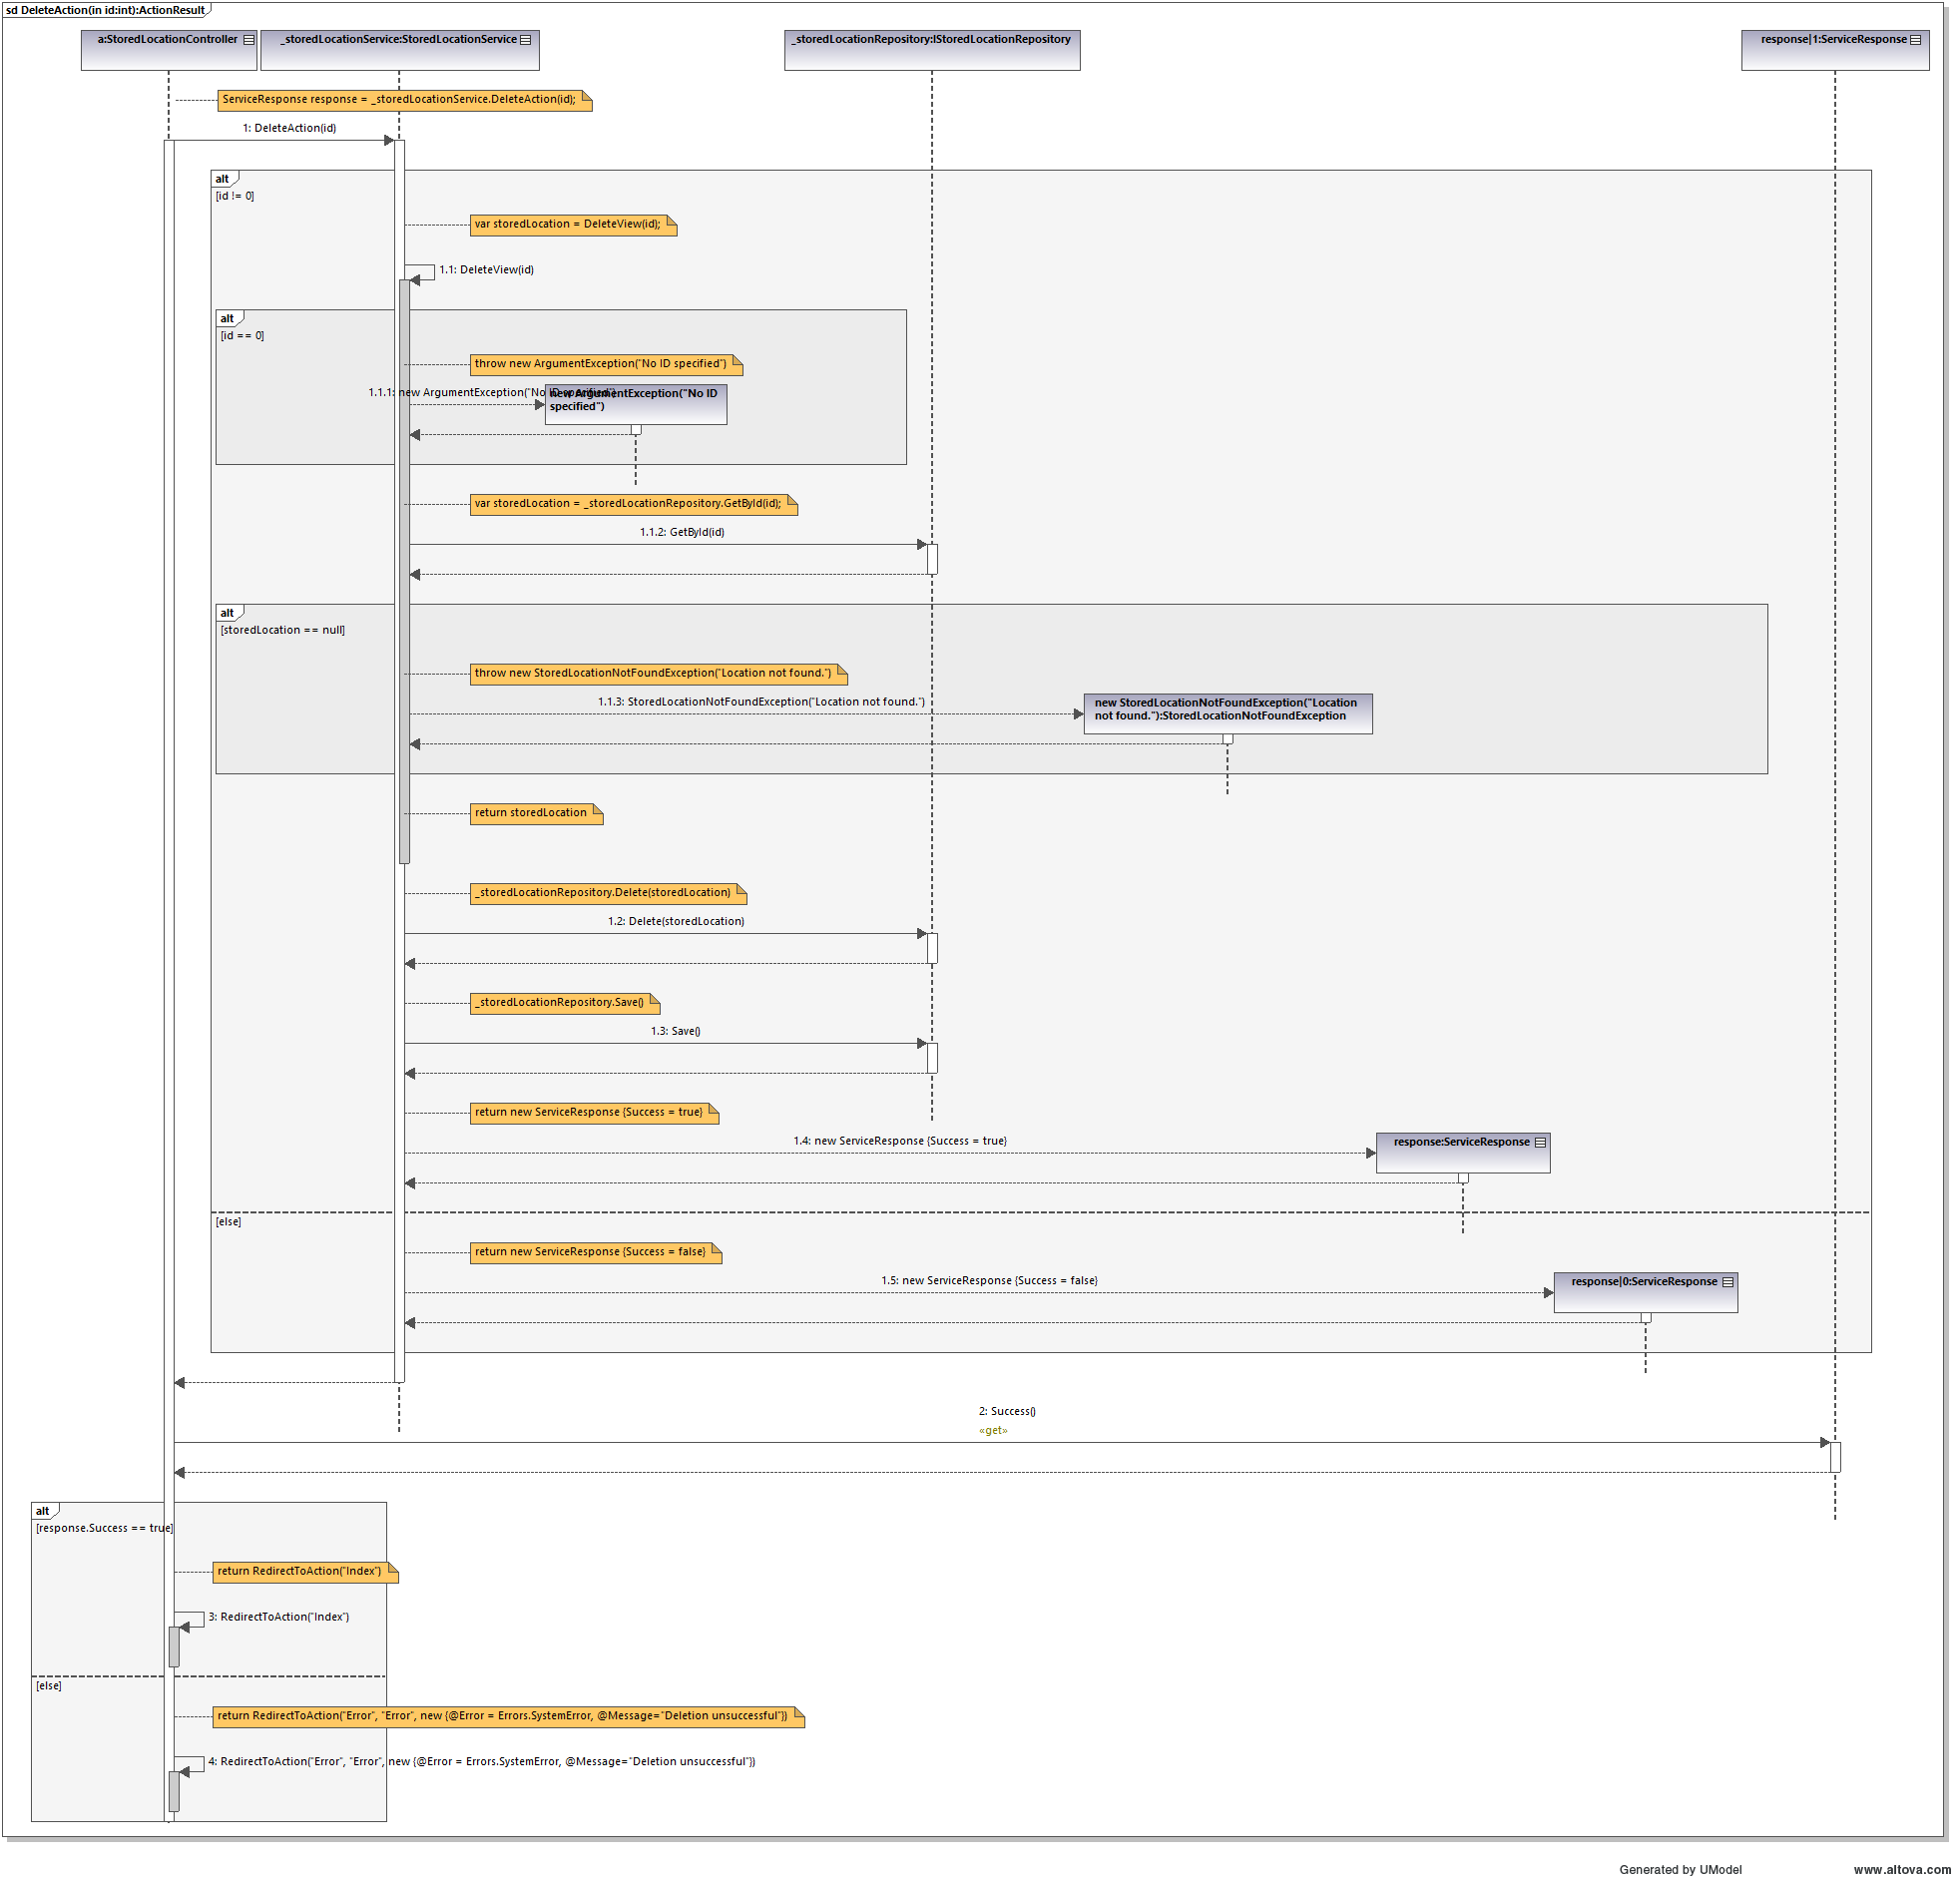 sd DeleteAction(in id:int):ActionResult
a:StoredLocationController
_storedLocationService:StoredLocationService
_storedLocationRepository:IStoredLocationRepository
response|1:ServiceResponse
ServiceResponse response = _storedLocationService.DeleteAction(id);
1: DeleteAction(id)
alt
[id != 0]
var storedLocation = DeleteView(id);
1.1: DeleteView(id)
alt
[id == 0]
throw new ArgumentException("No ID specified")
1.1.1: new ArgumentException("No ID specified")
new ArgumentException("No ID
specified")
var storedLocation = _storedLocationRepository.GetById(id);
1.1.2: GetById(id)
alt
[storedLocation == null]
throw new StoredLocationNotFoundException("Location not found.")
1.1.3: StoredLocationNotFoundException("Location not found.")
new StoredLocationNotFoundException("Location
not found."):StoredLocationNotFoundException
return storedLocation
_storedLocationRepository.Delete(storedLocation)
1.2: Delete(storedLocation)
_storedLocationRepository.Save()
1.3: Save()
return new ServiceResponse {Success = true}
1.4: new ServiceResponse {Success = true}
response:ServiceResponse
[else]
return new ServiceResponse {Success = false}
1.5: new ServiceResponse {Success = false}
response|0:ServiceResponse
2: Success()
«get»
alt
[response.Success == true]
return RedirectToAction("Index")
3: RedirectToAction("Index")
[else]
return RedirectToAction("Error", "Error", new {@Error = Errors.SystemError, @Message="Deletion unsuccessful"})
4: RedirectToAction("Error", "Error", new {@Error = Errors.SystemError, @Message="Deletion unsuccessful"})
Generated by UModel
www.altova.com